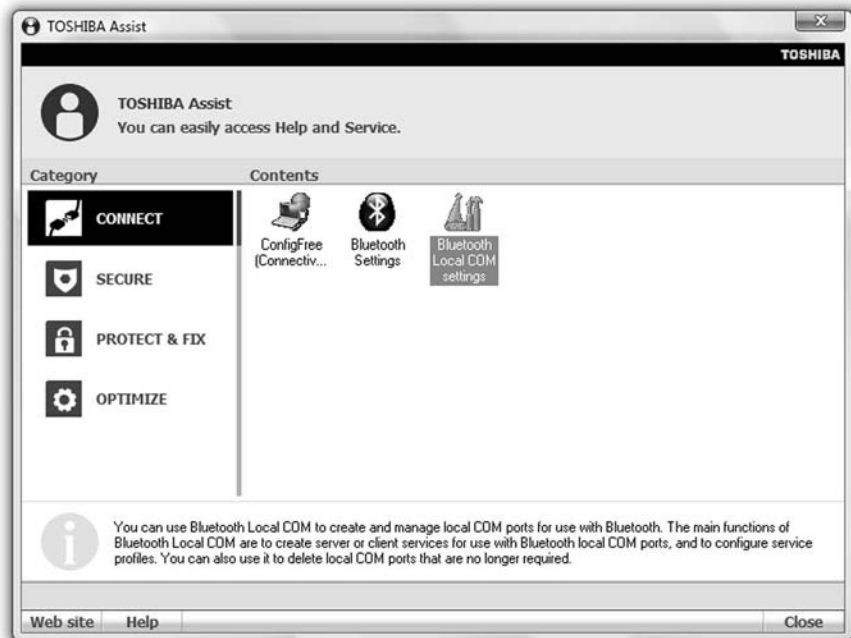 TOSHIBA Assist
TOSHIBA
TOSHIBA Assist
You can easily access Help and Service.
Category
Contents
CONNECT
SECURE
PROTECT & FIX
OPTIMIZE
ConfigFree
(Connectiv...
Bluetooth
Settings
Bluetooth
Local COM
settings
You can use Bluetooth Local COM to create and manage local COM ports for use with Bluetooth. The main functions of
Bluetooth Local COM are to create server or client services for use with Bluetooth local COM ports, and to configure service
profiles. You can also use it to delete local COM ports that are no longer required.
Web site
Help
Close